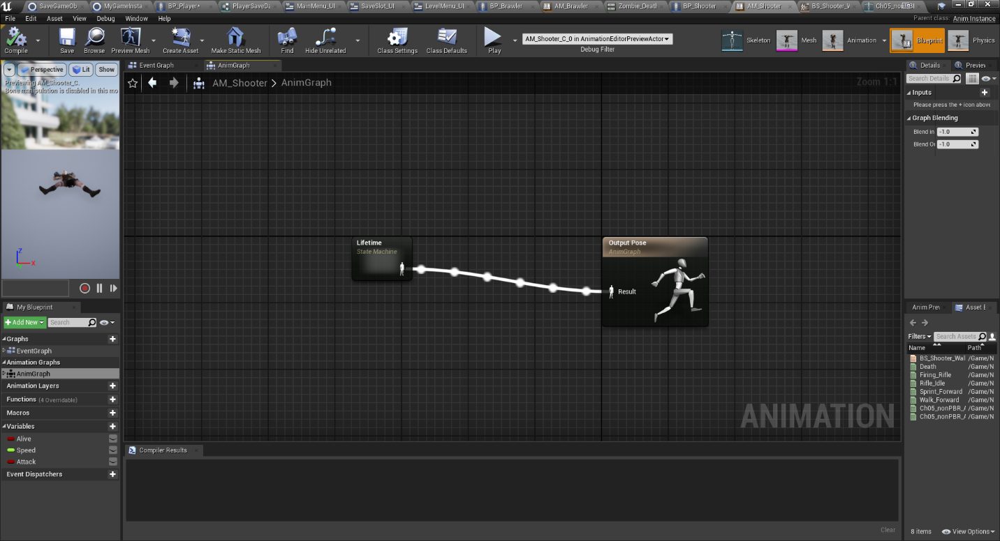 SaveGameOb
MyGameInsta
BP_Player*
PlayerSaveDa
MainMenu_UI
SaveSlot_UI
LevelMenu_UI
BP_Brawler
AM_Brawler
Zombie_Death
BP_Shooter
AM_Shooter
BS_Shooter_W
Ch05_nonPBI
File Edit Asset View Debug Window Help
Parent class: Anim Instance
Compile
Save
Browse
Preview Mesh
Create Asset
Make Static Mesh
Find
Hide Unrelated
Class Settings
Class Defaults
Play
AM_Shooter_C_0 in AnimationEditorPreviewActor
Debug Filter
Skeleton
Mesh
Animation
Blueprint
Physics
Perspective
Lit
Show
Previewing AM_Shooter_C.
Bone manipulation is disabled in this mo
Z
X
Event Graph
AnimGraph
AM_Shooter > AnimGraph
Zoom 1:1
Lifetime
State Machine
Output Pose
AnimGraph
Result
ANIMATION
Details
Preview
Search Details
Inputs
Please press the + icon above
Graph Blending
Blend in -1.0
Blend O -1.0
My Blueprint
+Add New
Search
Graphs
EventGraph
Animation Graphs
AnimGraph
Animation Layers
Functions (4 Overridable)
Macros
Variables
Alive
Speed
Attack
Event Dispatchers
Compiler Results
Clear
Anim Prev
Asset E
Filters
Search Assets
Name Path
BS_Shooter_Wal /Game/N
Death /Game/N
Firing_Rifle /Game/N
Rifle_Idle /Game/N
Sprint_Forward /Game/N
Walk_Forward /Game/N
Ch05_nonPBR_A /Game/N
Ch05_nonPBR_A /Game/N
8 items
View Options